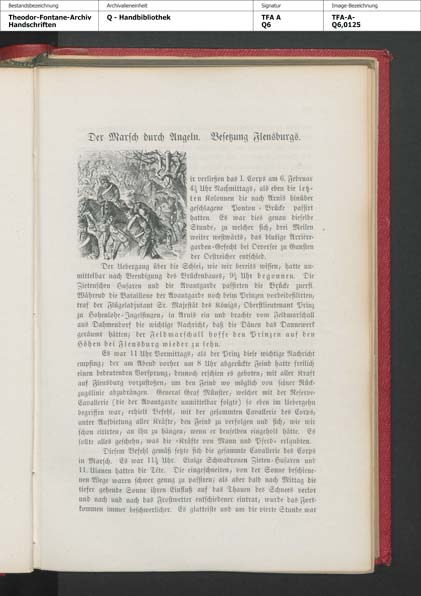 Bestandsbezeichnung
Archivalieneinheit
Signatur
Image-Bezeichnung
Theodor-Fontane-Archiv
Handschriften
Q - Handbibliothek
TFA A
Q6
TFA-A-
Q6,0125
Der Marsch durch Angeln. Besetzung Flensburgs.
Wir verließen das I. Corps am 6. Februar
4½ Uhr Nachmittags, als eben die letz-
ten Kolonnen die nach Arnis hinüber
geschlagene Ponton-Brücke passirt
hatten. Es war dies genau dieselbe
Stunde, zu welcher sich, drei Meilen
weiter westwärts, das blutige Arriere-
garden-Gefecht bei Oeversee zu Gunsten
der Oestreicher entschied.
Der Uebergang über die Schlei, wie wir bereits wissen, hatte un-
mittelbar nach Beendigung des Brückenbaues, 9½ Uhr begonnen. Die
Zietenschen Husaren und die Avantgarde passirten die Brücke zuerst.
Während die Bataillone der Avantgarde noch beim Prinzen vorbeidefilirten,
traf der Flügeladjutant Sr. Majestät des Königs, Oberstlieutenant Prinz
zu Hohenlohe-Ingelfingen, in Arnis ein und brachte vom Feldmarschall
aus Dahmendorf die wichtige Nachricht, daß die Dänen das Dannewerk
geräumt hätten; der Feldmarschall hoffe den Prinzen auf den
Höhen bei Flensburg wieder zu sehn.
Es war 11 Uhr Vormittags, als der Prinz diese wichtige Nachricht
empfing; der am Abend vorher um 8 Uhr abgerückte Feind hatte freilich
einen bedeutenden Vorsprung, dennoch erschien es geboten, mit aller Kraft
auf Flensburg vorzustoßen, um den Feind wo möglich von seiner Rück-
zugslinie abzudrängen. General Graf Münster, welcher mit der Reserve-
Cavallerie (die der Avantgarde unmittelbar folgte) so eben im Uebergehn
begriffen war, erhielt Befehl, mit der gesammten Cavallerie des Corps,
unter Aufbietung aller Kräfte, den Feind zu verfolgen und sich, wie wir
schon citirten, an ihn zu hängen, wenn er denselben eingeholt hätte. Es
sollte alles geschehn, was die »Kräfte von Mann und Pferd« erlaubten.
Diesem Befehl gemäß setzte sich die gesammte Cavallerie des Corps
in Marsch. Es war 11¼ Uhr. Einige Schwadronen Zieten-Husaren und
11. Ulanen hatten die Tête. Die eingeschneiten, von der Sonne beschiene-
nen Wege waren schwer genug zu passiren; als aber bald nach Mittag die
tiefer gehende Sonne ihren Einfluß auf das Thauen des Schnees verlor
und nach und nach das Frostwetter entschiedener eintrat, wurde das Fort-
kommen immer beschwerlicher. Es glatteiste und um die vierte Stunde war